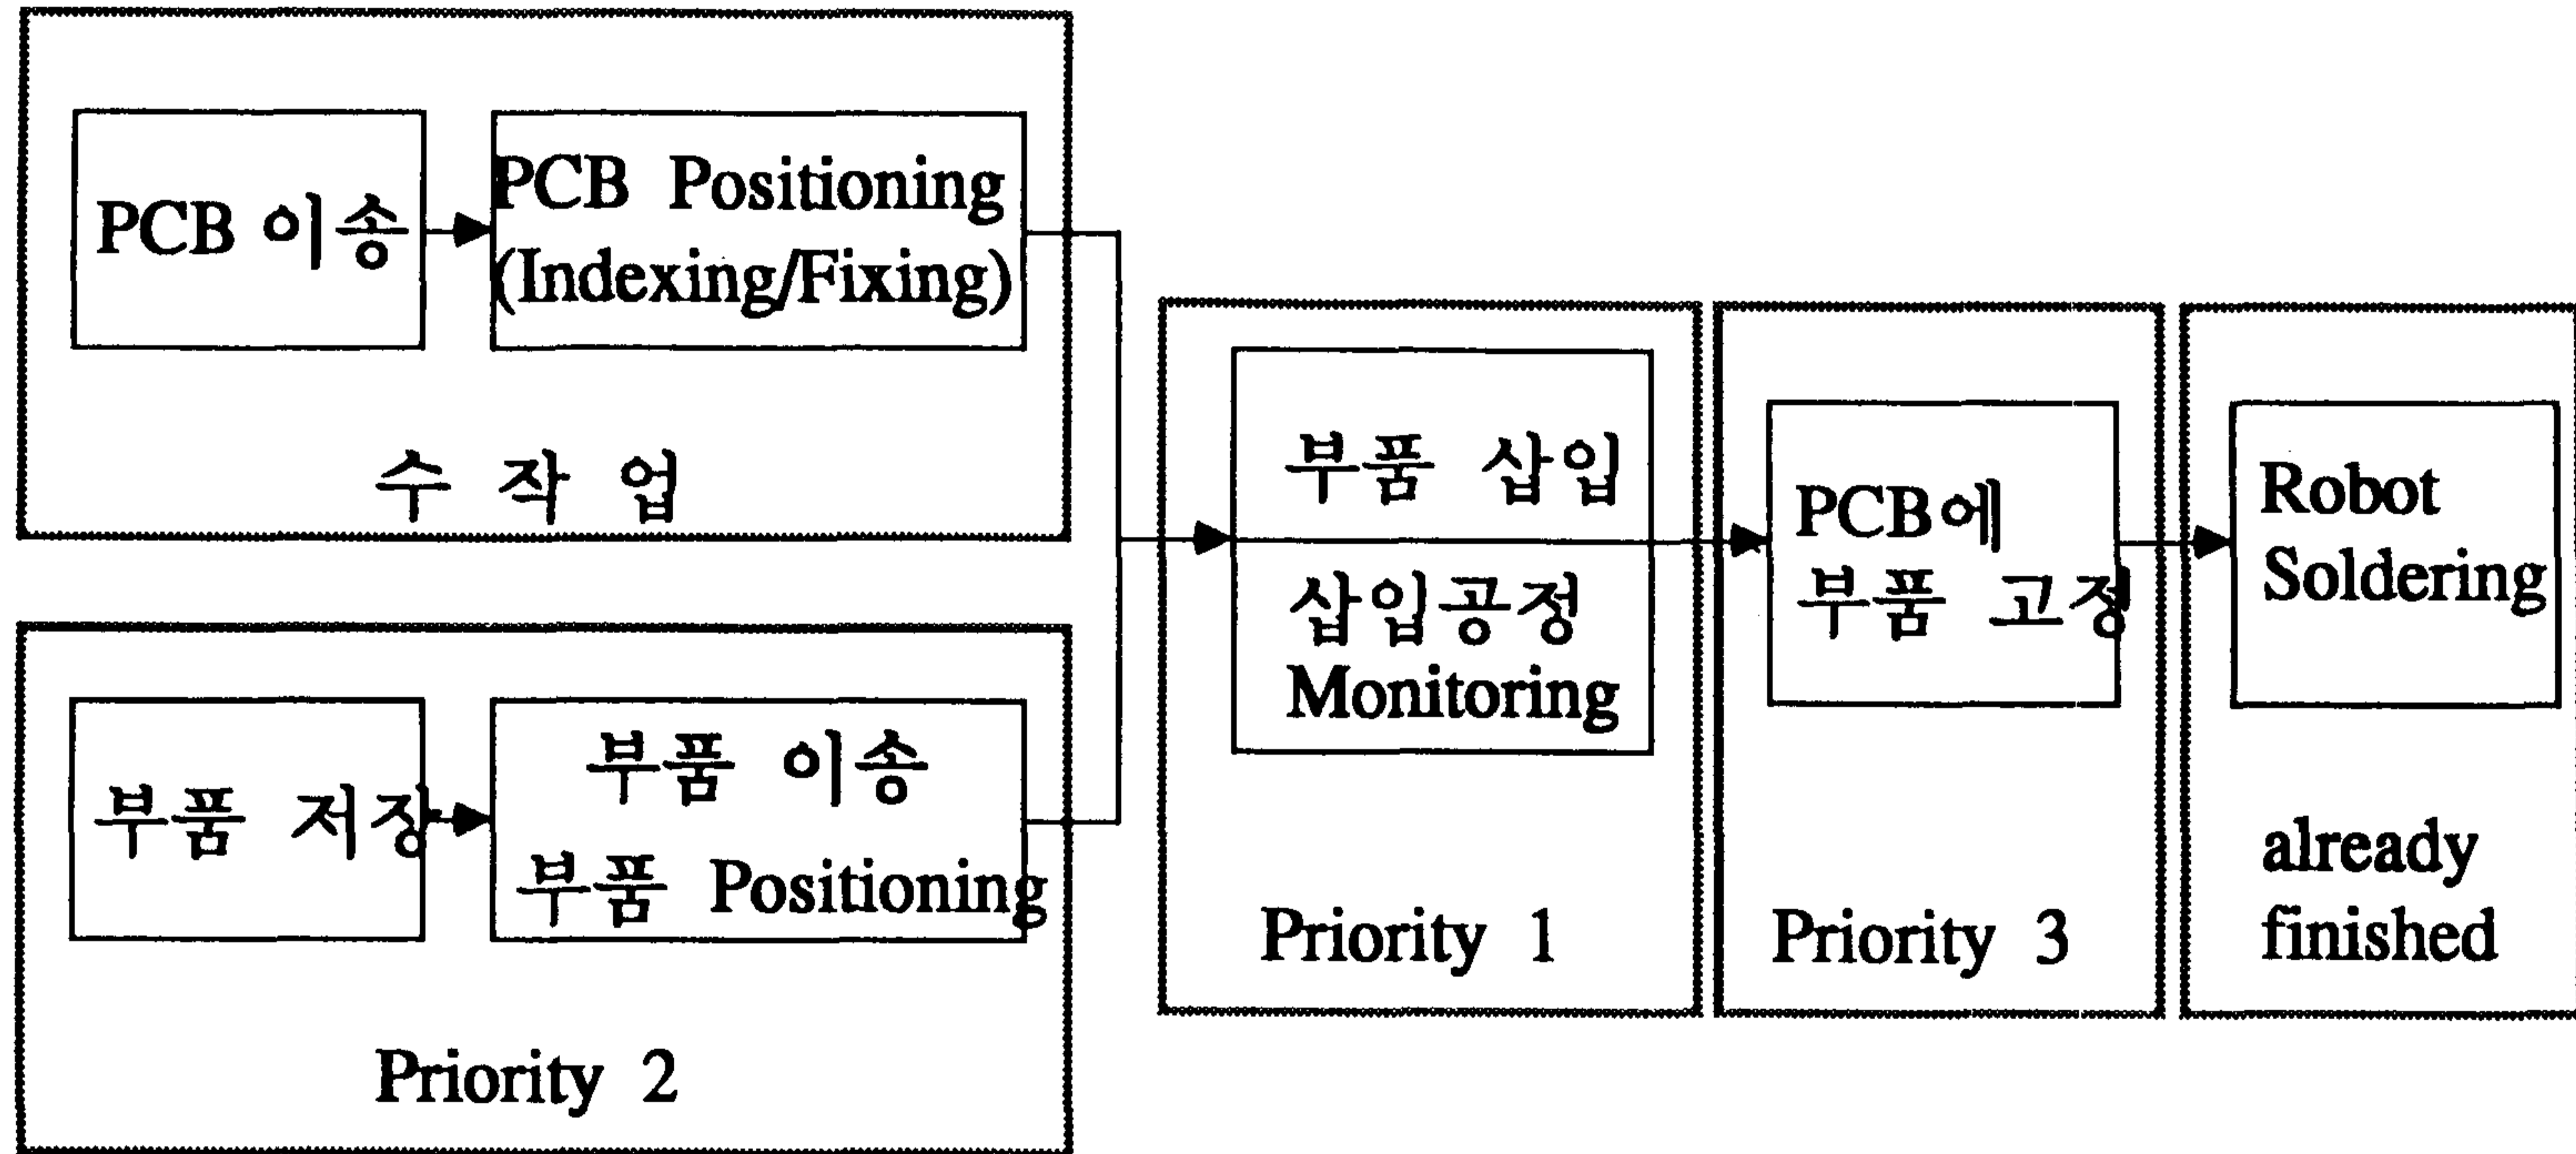 PCB 이송
PCB Positioning
(Indexing/Fixing)
수 작 업
부품 저장
부품 이송
부품 Positioning
Priority 2
부품 삽입
삽입공정
Monitoring
Priority 1
PCB에
부품 고정
Priority 3
Robot
Soldering
already
finished